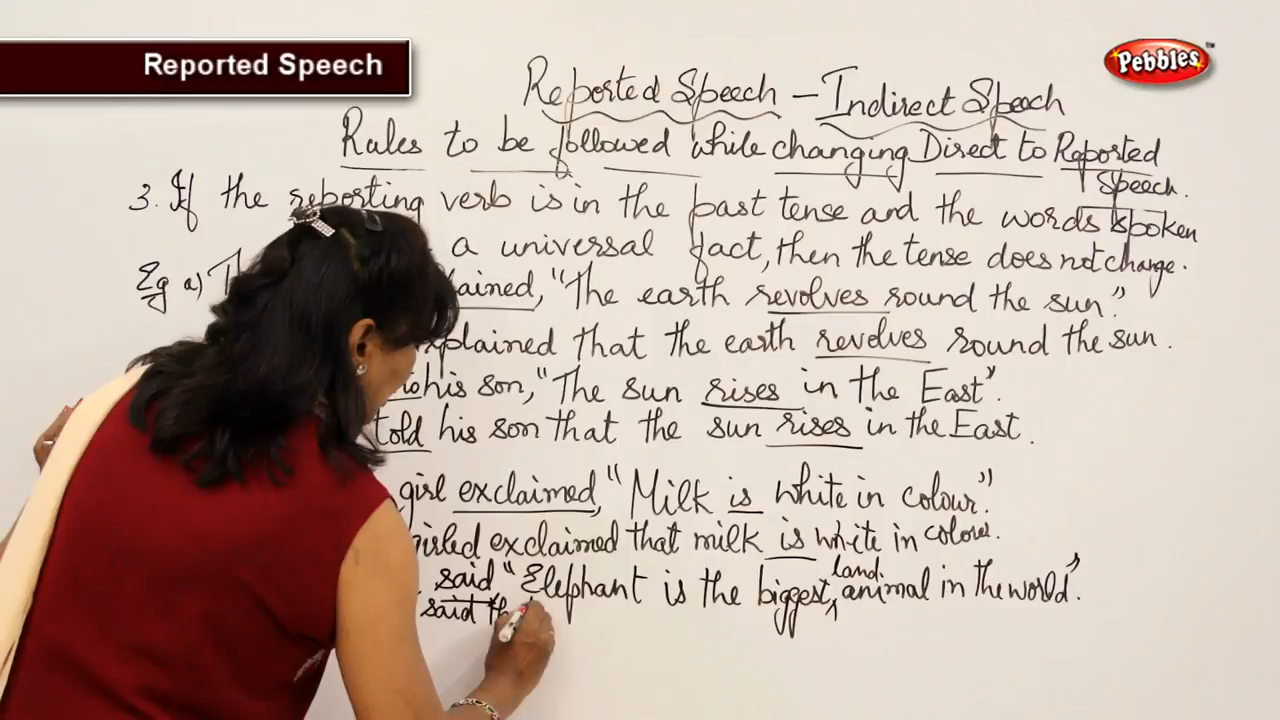 Reported Speech
Pebbles
Reported Speech – Indirect Speech
Rules to be followed while changing Direct to Reported
Speech.
3. If the reporting verb is in the past tense and the words spoken
a universal fact, then the tense does not change.
Eg a) T ained, "The earth revolves round the sun."
xplained that the earth revolves round the sun.
to his son, "The sun rises in the East".
told his son that the sun rises in the East.
girl exclaimed, "Milk is white in colour".
irled exclaimed that milk is white in colour.
said "Elephant is the biggest, land animal in the world".
said th